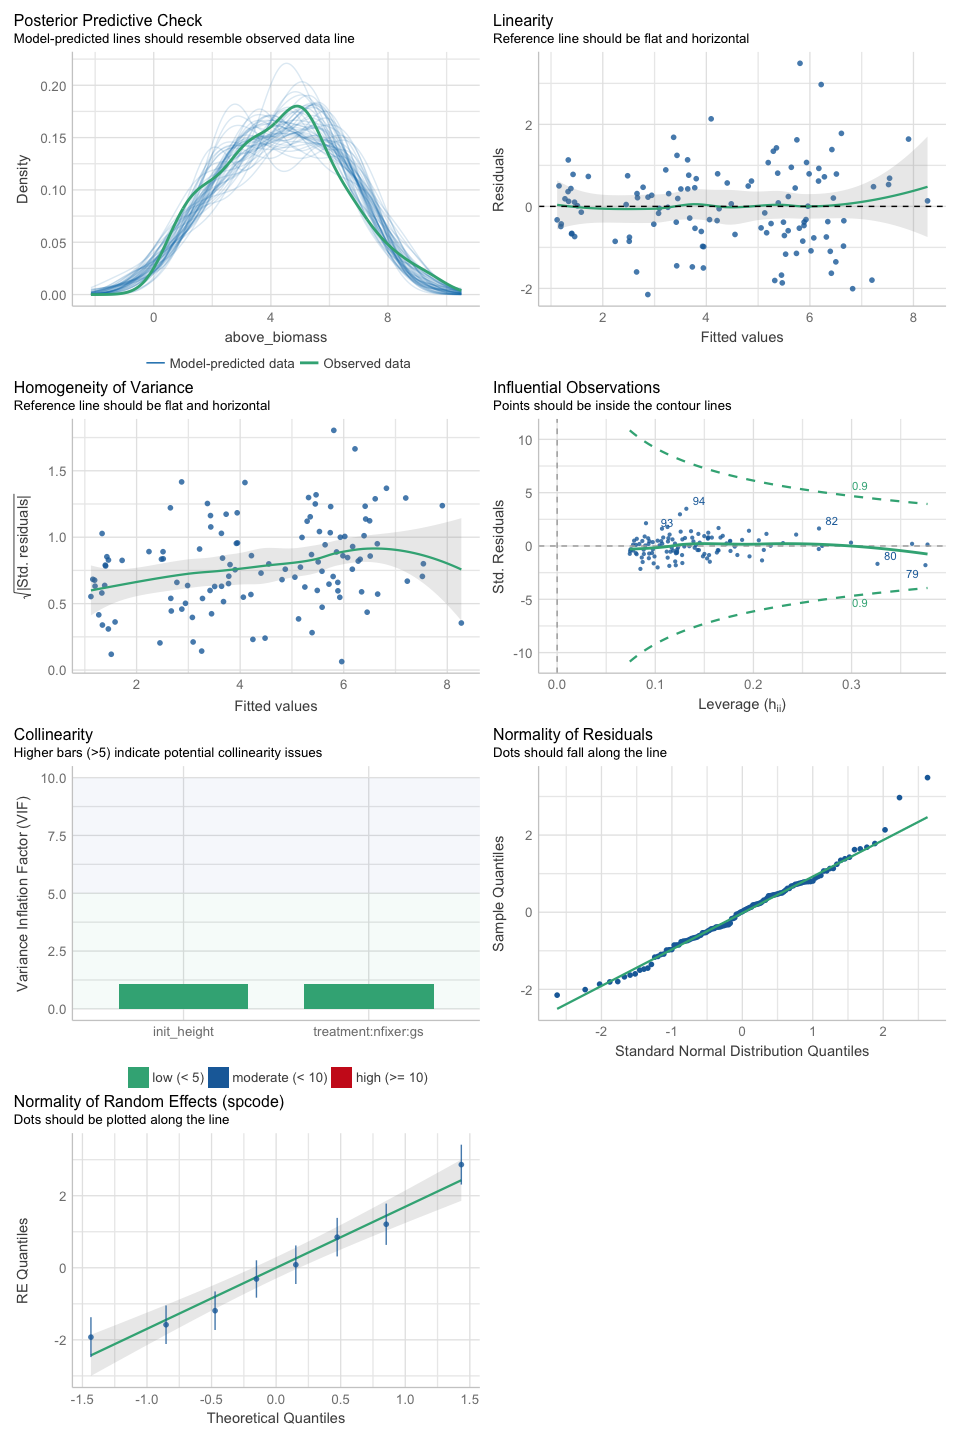 Posterior Predictive Check
Model-predicted lines should resemble observed data line
0.20
0.15
0.10
0.05
0.00
Density
0
4
8
above_biomass
Model-predicted data
Observed data
Linearity
Reference line should be flat and horizontal
2
0
-2
Residuals
2
4
6
8
Fitted values
Homogeneity of Variance
Reference line should be flat and horizontal
1.5
1.0
0.5
0.0
√|Std. residuals|
2
4
6
8
Fitted values
Influential Observations
Points should be inside the contour lines
10
5
0
-5
-10
Std. Residuals
0.9
94
93
82
80
79
0.9
0.0
0.1
0.2
0.3
Leverage (hii)
Collinearity
Higher bars (>5) indicate potential collinearity issues
10.0
7.5
5.0
2.5
0.0
Variance Inflation Factor (VIF)
init_height
treatment:nfixer:gs
low (< 5)
moderate (< 10)
high (>= 10)
Normality of Residuals
Dots should fall along the line
2
0
-2
Sample Quantiles
-2
-1
0
1
2
Standard Normal Distribution Quantiles
Normality of Random Effects (spcode)
Dots should be plotted along the line
2
0
-2
RE Quantiles
-1.5
-1.0
-0.5
0.0
0.5
1.0
1.5
Theoretical Quantiles